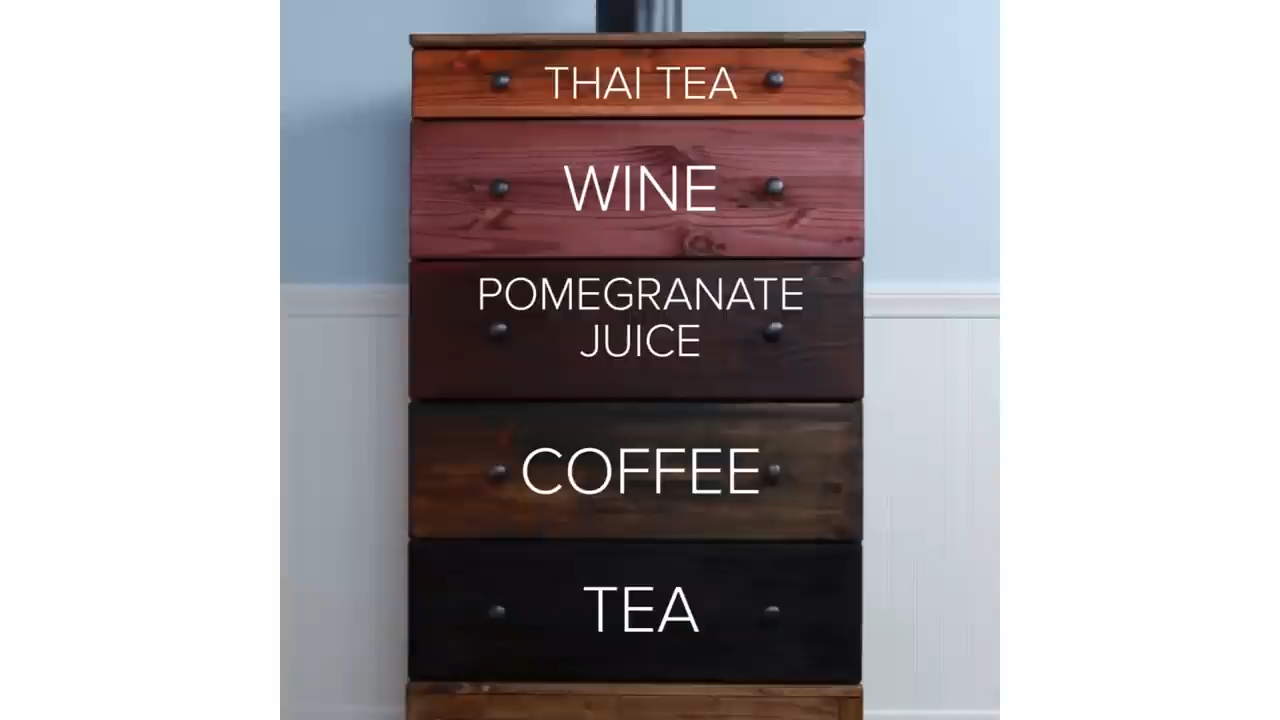 THAI TEA
WINE
POMEGRANATE
JUICE
COFFEE
TEA